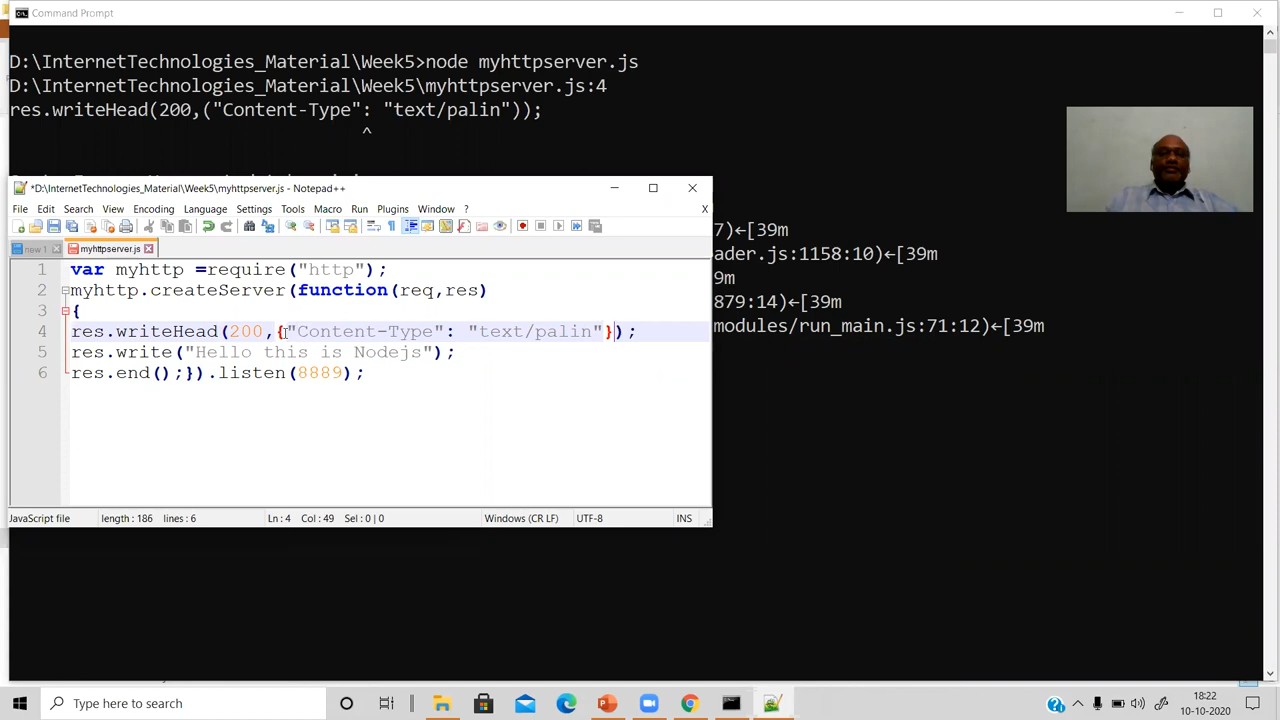 Command Prompt
D:\InternetTechnologies_Material\Week5>node myhttpserver.js
D:\InternetTechnologies_Material\Week5\myhttpserver.js:4
res.writeHead(200,("Content-Type": "text/palin"));
^
*D:\InternetTechnologies_Material\Week5\myhttpserver.js - Notepad++
File Edit Search View Encoding Language Settings Tools Macro Run Plugins Window ? X
new 1 myhttpserver.js
7)←[39m
ader.js:1158:10)←[39m
9m
879:14)←[39m
modules/run_main.js:71:12)←[39m
1 var myhttp =require("http");
2 myhttp.createServer(function(req,res)
3 {
4 res.writeHead(200,{"Content-Type": "text/palin"});
5 res.write("Hello this is Nodejs");
6 res.end();}).listen(8889);
JavaScript file length : 186 lines : 6 Ln : 4 Col : 49 Sel : 0 | 0 Windows (CR LF) UTF-8 INS
Type here to search
18:22
10-10-2020